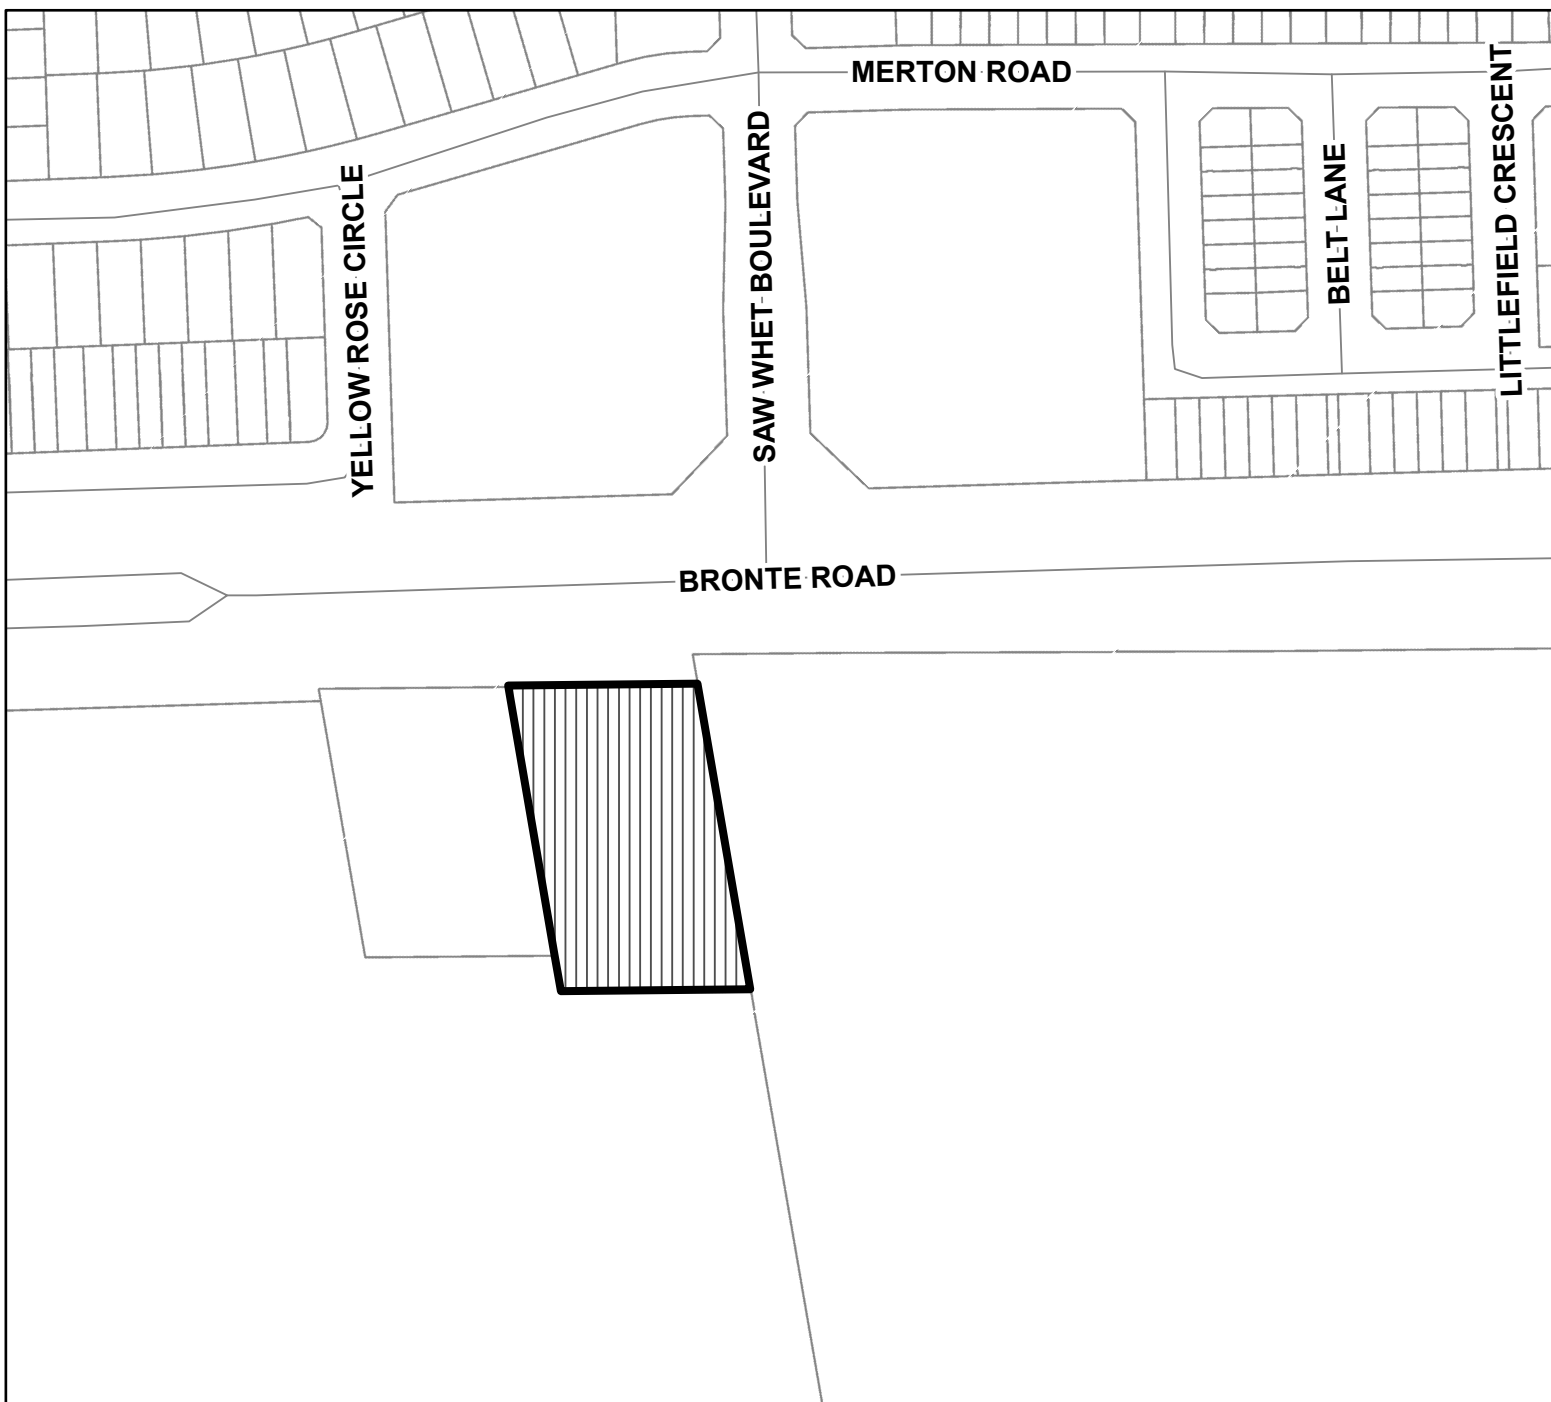 MERTON ROAD
SAW WHET BOULEVARD
YELLOW ROSE CIRCLE
BELT LANE
LITTLEFIELD CRESCENT
BRONTE ROAD